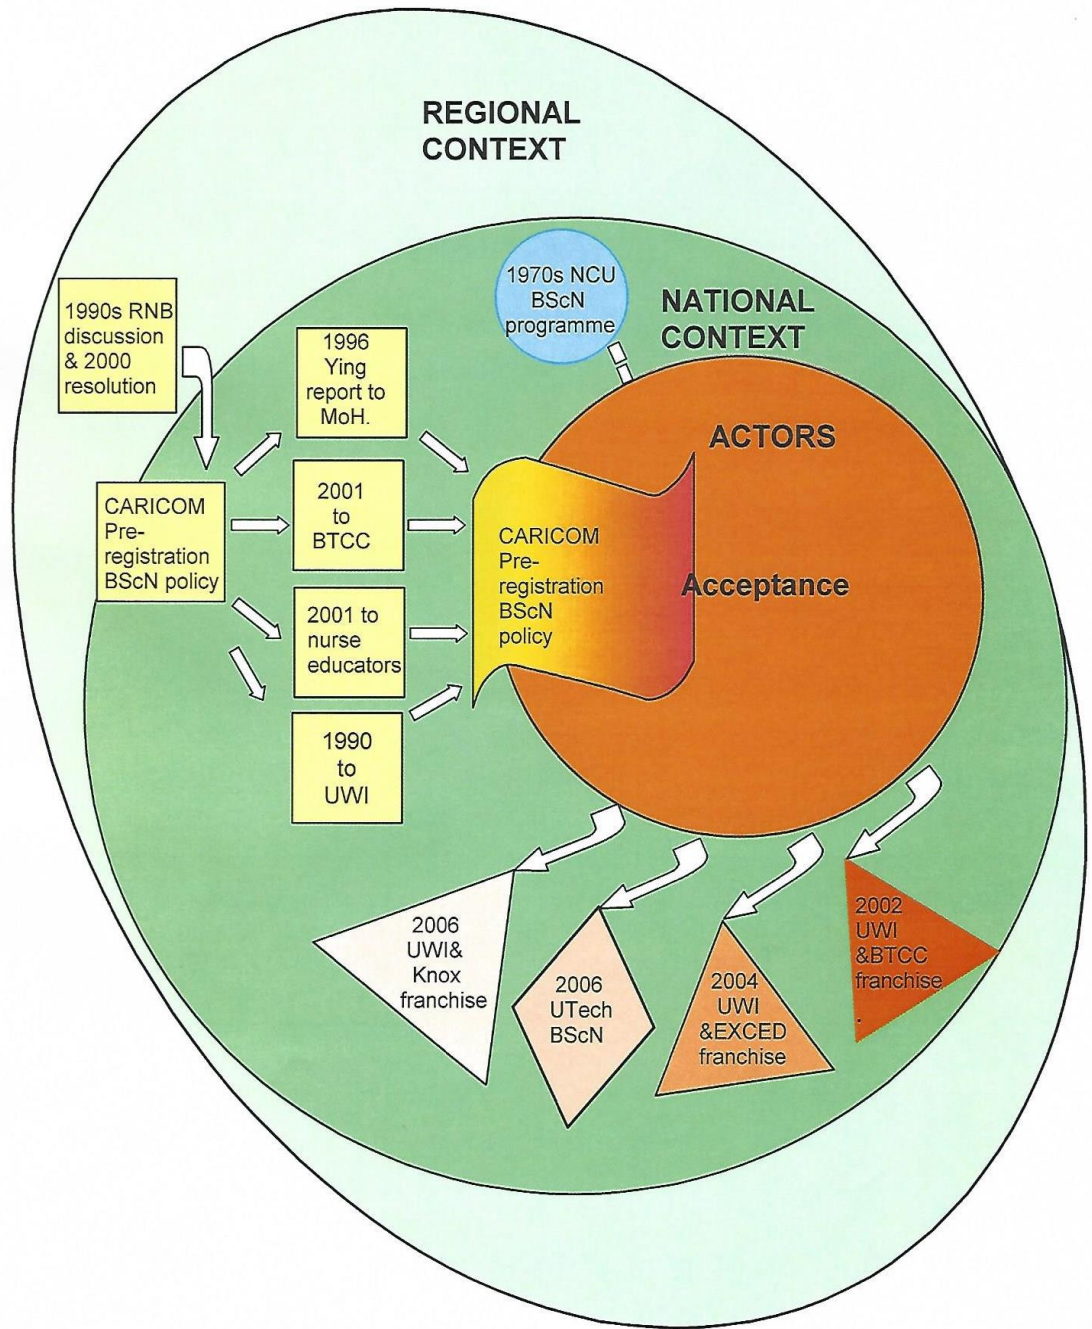 REGIONAL
CONTEXT
1970s NCU
BScN
programme
NATIONAL
CONTEXT
1990s RNB
discussion
& 2000
resolution
1996
Ying
report to
MoH.
ACTORS
CARICOM
Pre-
registration
BScN policy
2001
to
BTCC
CARICOM
Pre-
registration
BScN
policy
Acceptance
2001 to
nurse
educators
1990
to
UWI
2006
UWI&
Knox
franchise
2006
UTech
BScN
2004
UWI
&EXCED
franchise
2002
UWI
&BTCC
franchise
.